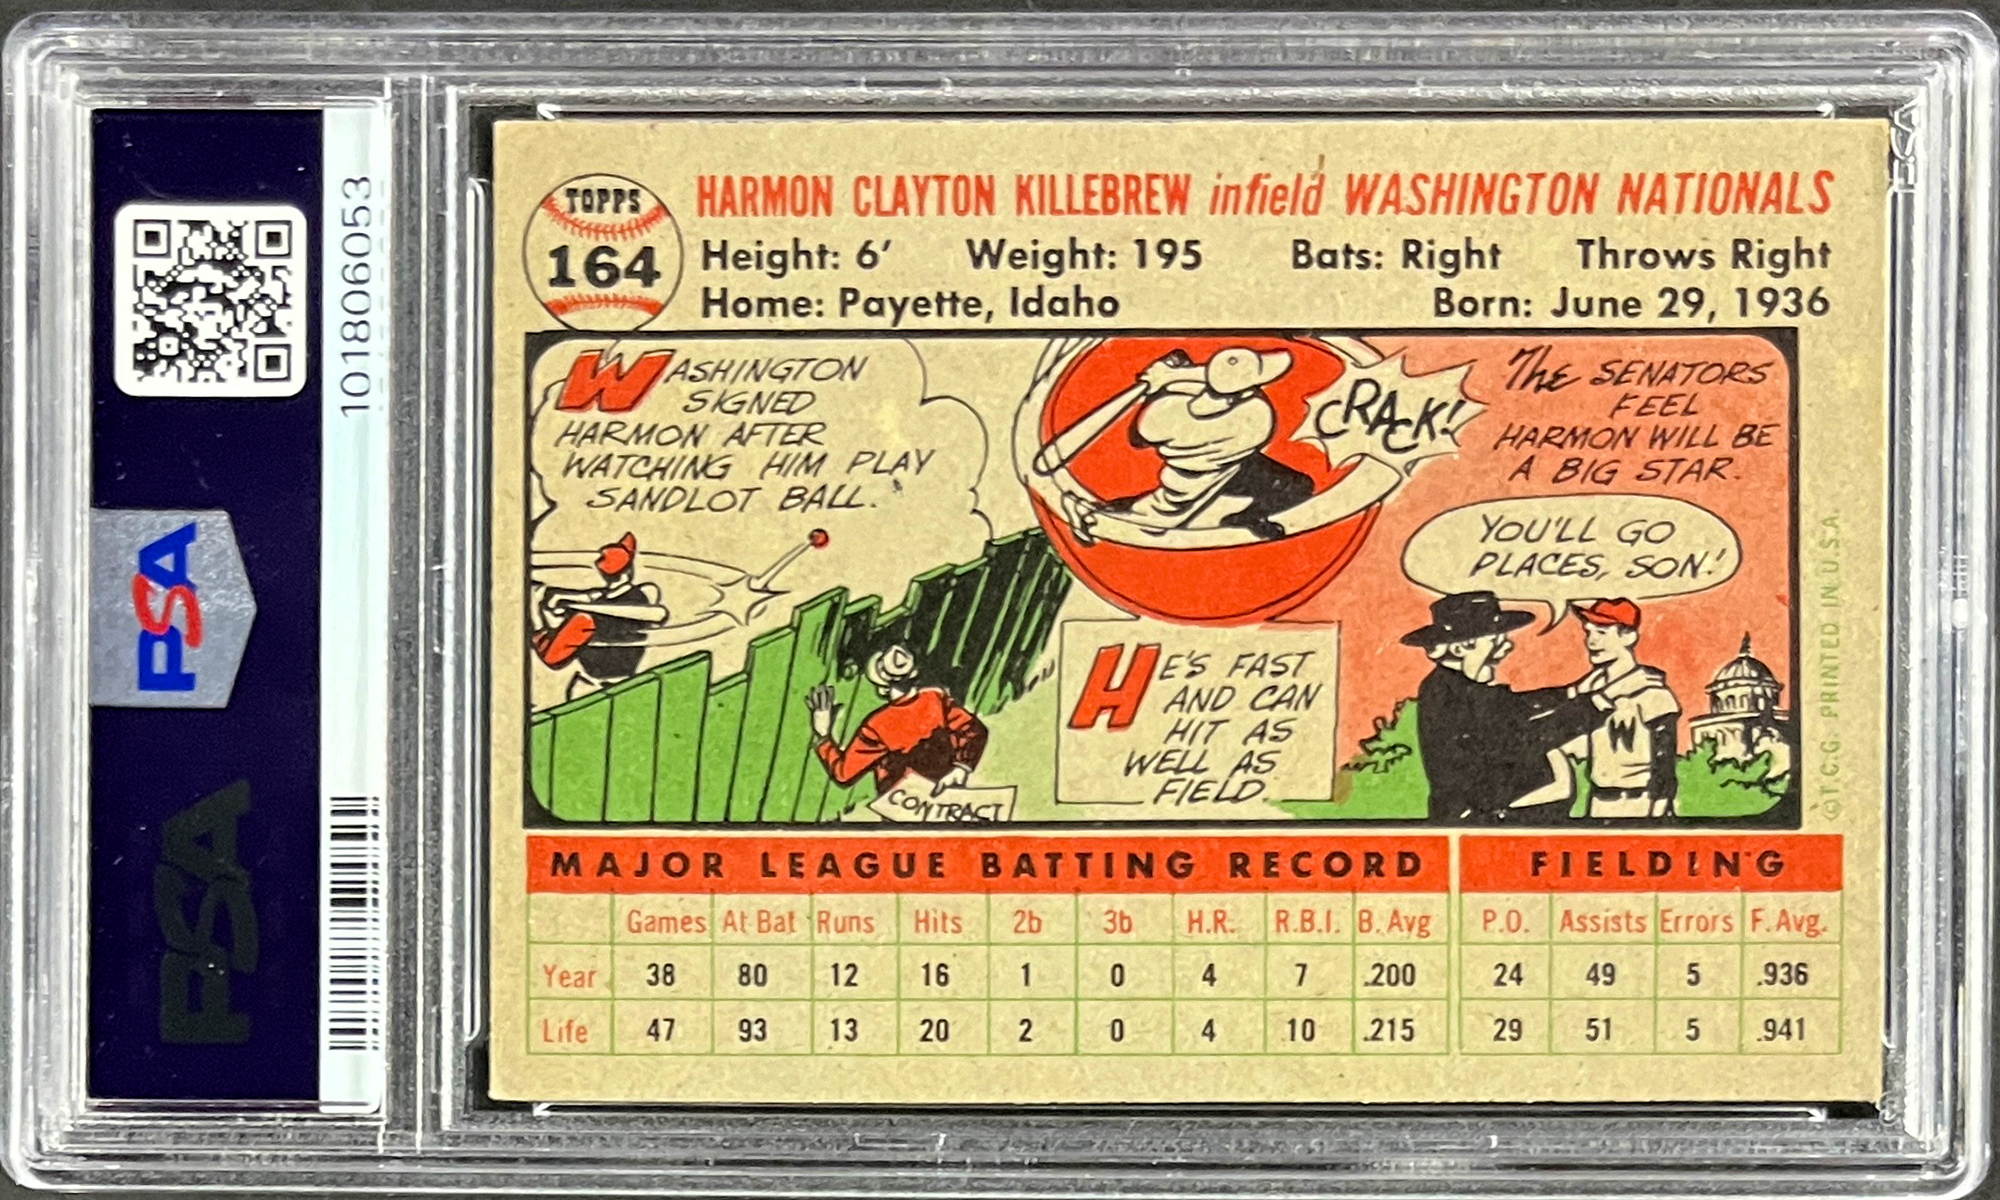 101806053
PSA
PSA
PSA
TOPPS
164
HARMON CLAYTON KILLEBREW infield WASHINGTON NATIONALS
Height: 6' Weight: 195 Bats: Right Throws Right
Home: Payette, Idaho Born: June 29, 1936
WASHINGTON
SIGNED
HARMON AFTER
WATCHING HIM PLAY
SANDLOT BALL.
CRACK!
The SENATORS
FEEL
HARMON WILL BE
A BIG STAR.
YOU'LL GO
PLACES, SON!
HE'S FAST
AND CAN
HIT AS
WELL AS
FIELD.
CONTRACT
W
©T.C.G. PRINTED IN U.S.A.
MAJOR LEAGUE BATTING RECORD FIELDING
Games At Bat Runs Hits 2b 3b H.R. R.B.I. B. Avg P.O. Assists Errors F. Avg.
Year 38 80 12 16 1 0 4 7 .200 24 49 5 .936
Life 47 93 13 20 2 0 4 10 .215 29 51 5 .941